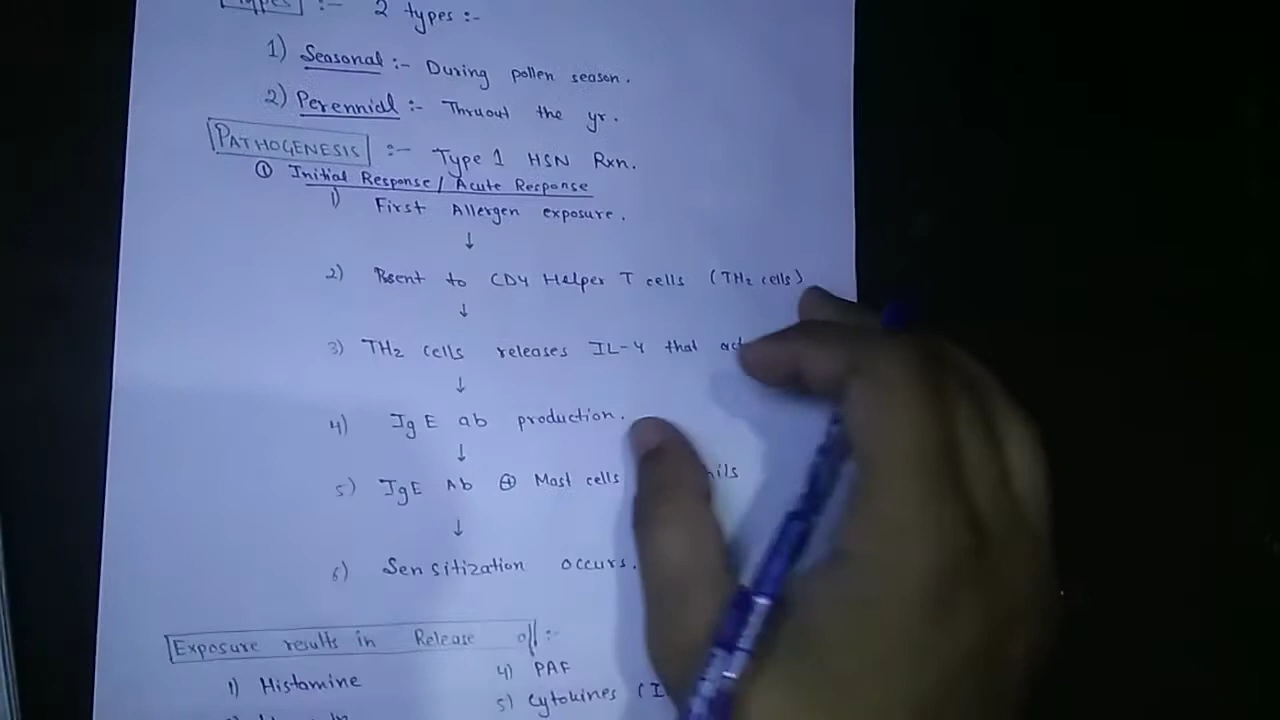 Types :- 2 types :-
1) Seasonal :- During pollen season.
2) Perennial :- Thruout the yr.
PATHOGENESIS :- Type 1 HSN Rxn.
① Initial Response / Acute Response
1) First Allergen exposure.
↓
2) Psent to CD4 Helper T cells (TH2 cells)
↓
3) TH2 cells releases IL-4 that
↓
4) IgE ab production.
↓
5) IgE Ab ⊕ Mast cells
↓
6) Sensitization occurs.
Exposure results in Release of :-
1) Histamine
4) PAF
5) Cytokines (I